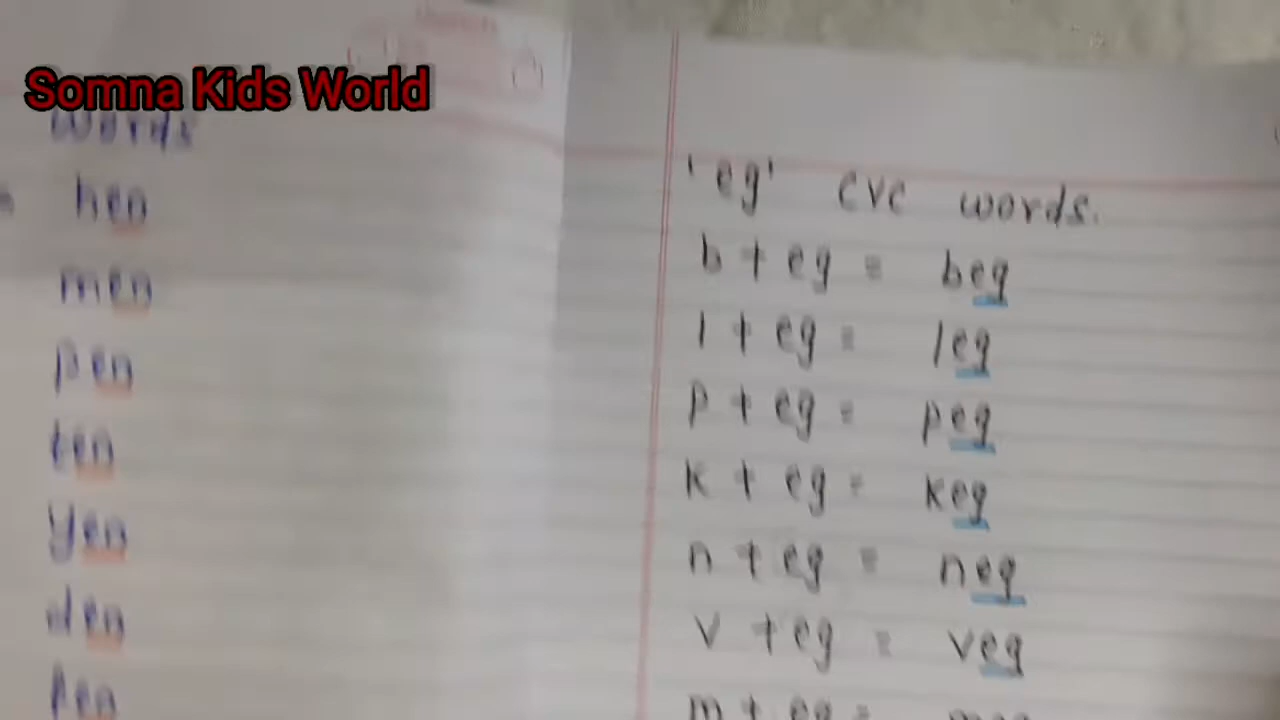 Somna Kids World
words
hen
men
pen
ten
yen
den
'eg' cvc words.
b + eg = beg
l + eg = leg
p + eg = peg
k + eg = keg
n + eg = neg
v + eg = veg
m + eg =